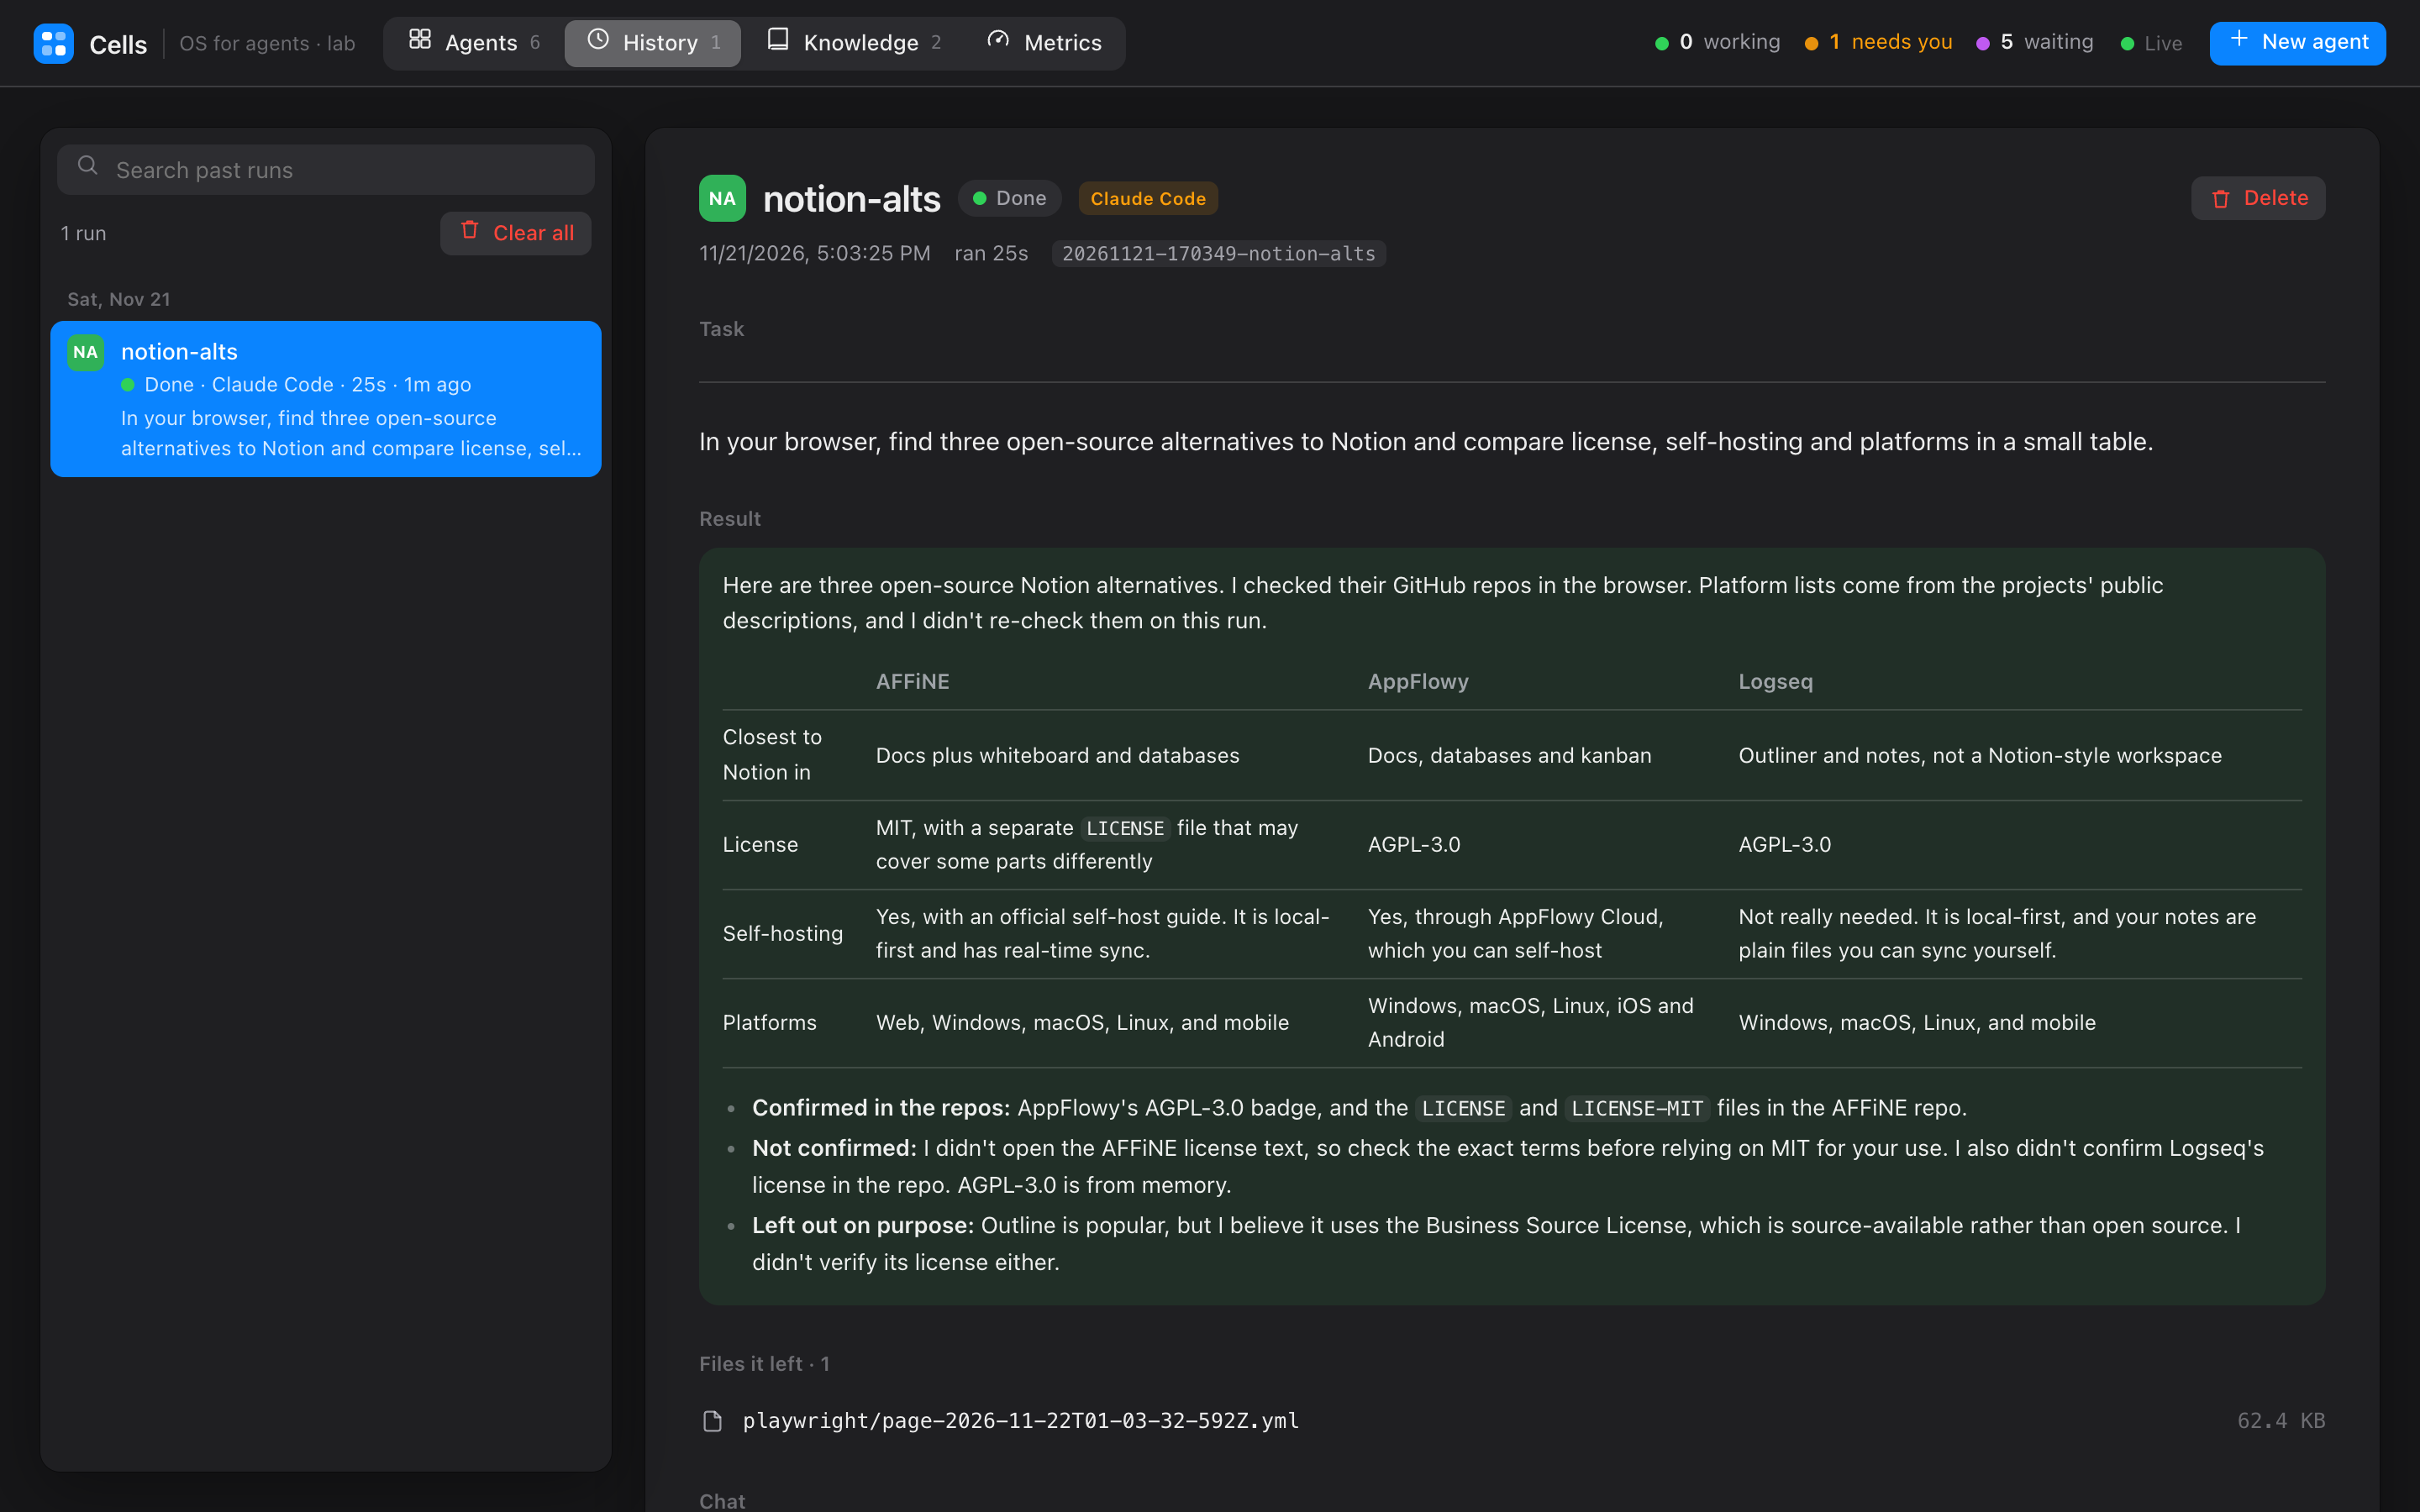 Cells
OS for agents · lab
Agents 6
History 1
Knowledge 2
Metrics
0 working
1 needs you
5 waiting
Live
New agent
Search past runs
1 run
Clear all
Sat, Nov 21
NA
notion-alts
Done · Claude Code · 25s · 1m ago
In your browser, find three open-source
alternatives to Notion and compare license, sel...
NA
notion-alts
Done
Claude Code
Delete
11/21/2026, 5:03:25 PM
ran 25s
20261121-170349-notion-alts
Task
In your browser, find three open-source alternatives to Notion and compare license, self-hosting and platforms in a small table.
Result
Here are three open-source Notion alternatives. I checked their GitHub repos in the browser. Platform lists come from the projects' public
descriptions, and I didn't re-check them on this run.
AFFiNE
AppFlowy
Logseq
Closest to
Notion in
Docs plus whiteboard and databases
Docs, databases and kanban
Outliner and notes, not a Notion-style workspace
License
MIT, with a separate LICENSE file that may
cover some parts differently
AGPL-3.0
AGPL-3.0
Self-hosting
Yes, with an official self-host guide. It is local-
first and has real-time sync.
Yes, through AppFlowy Cloud,
which you can self-host
Not really needed. It is local-first, and your notes are
plain files you can sync yourself.
Platforms
Web, Windows, macOS, Linux, and mobile
Windows, macOS, Linux, iOS and
Android
Windows, macOS, Linux, and mobile
• Confirmed in the repos: AppFlowy's AGPL-3.0 badge, and the LICENSE and LICENSE-MIT files in the AFFiNE repo.
• Not confirmed: I didn't open the AFFiNE license text, so check the exact terms before relying on MIT for your use. I also didn't confirm Logseq's
license in the repo. AGPL-3.0 is from memory.
• Left out on purpose: Outline is popular, but I believe it uses the Business Source License, which is source-available rather than open source. I
didn't verify its license either.
Files it left · 1
playwright/page-2026-11-22T01-03-32-592Z.yml
62.4 KB
Chat